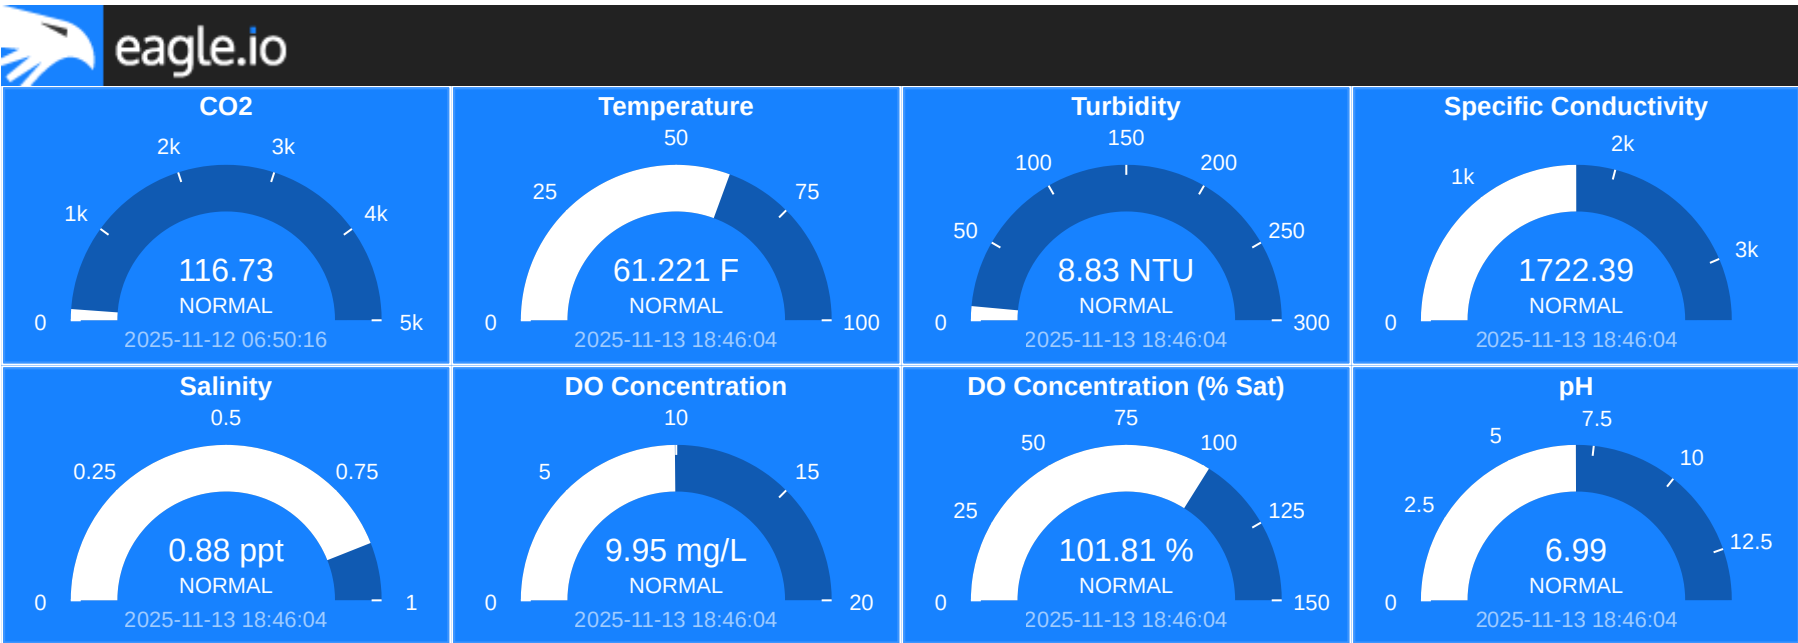 eagle.io
CO2
0
1k
2k
3k
4k
5k
116.73
NORMAL
2025-11-12 06:50:16
Temperature
0
25
50
75
100
61.221 F
NORMAL
2025-11-13 18:46:04
Turbidity
0
50
100
150
200
250
300
8.83 NTU
NORMAL
2025-11-13 18:46:04
Specific Conductivity
0
1k
2k
3k
1722.39
NORMAL
2025-11-13 18:46:04
Salinity
0
0.25
0.5
0.75
1
0.88 ppt
NORMAL
2025-11-13 18:46:04
DO Concentration
0
5
10
15
20
9.95 mg/L
NORMAL
2025-11-13 18:46:04
DO Concentration (% Sat)
0
25
50
75
100
125
150
101.81 %
NORMAL
2025-11-13 18:46:04
pH
0
2.5
5
7.5
10
12.5
6.99
NORMAL
2025-11-13 18:46:04